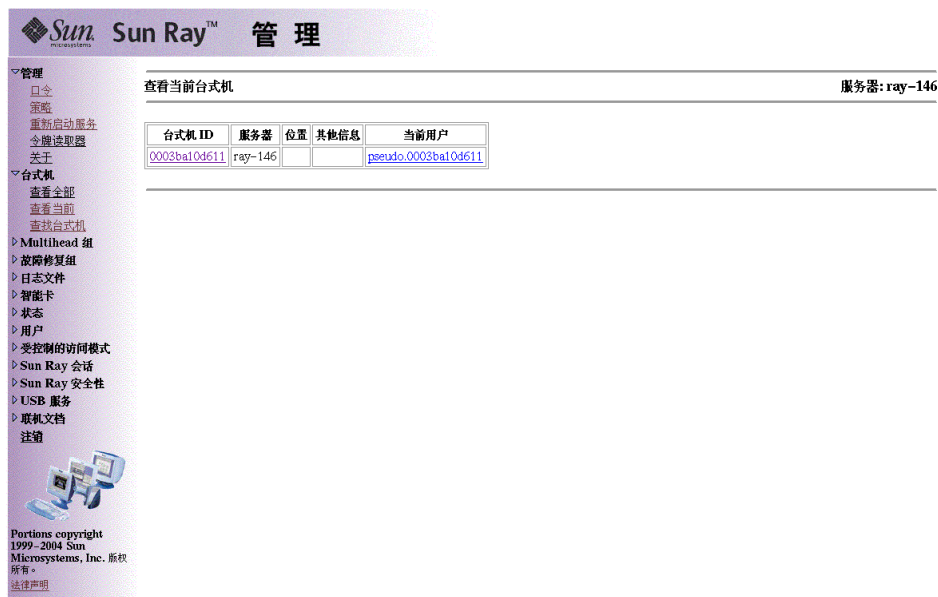 Sun
microsystems
Sun Ray™ 管 理
管理
口令
策略
重新启动服务
令牌读取器
关于
台式机
查看全部
查看当前
查找台式机
Multihead 组
故障修复组
日志文件
智能卡
状态
用户
受控制的访问模式
Sun Ray 会话
Sun Ray 安全性
USB 服务
联机文档
注销
Portions copyright
1999-2004 Sun
Microsystems, Inc. 版权
所有。
法律声明
查看当前台式机 服务器: ray-146
台式机 ID 服务器 位置 其他信息 当前用户
0003ba10d611 ray-146 pseudo.0003ba10d611